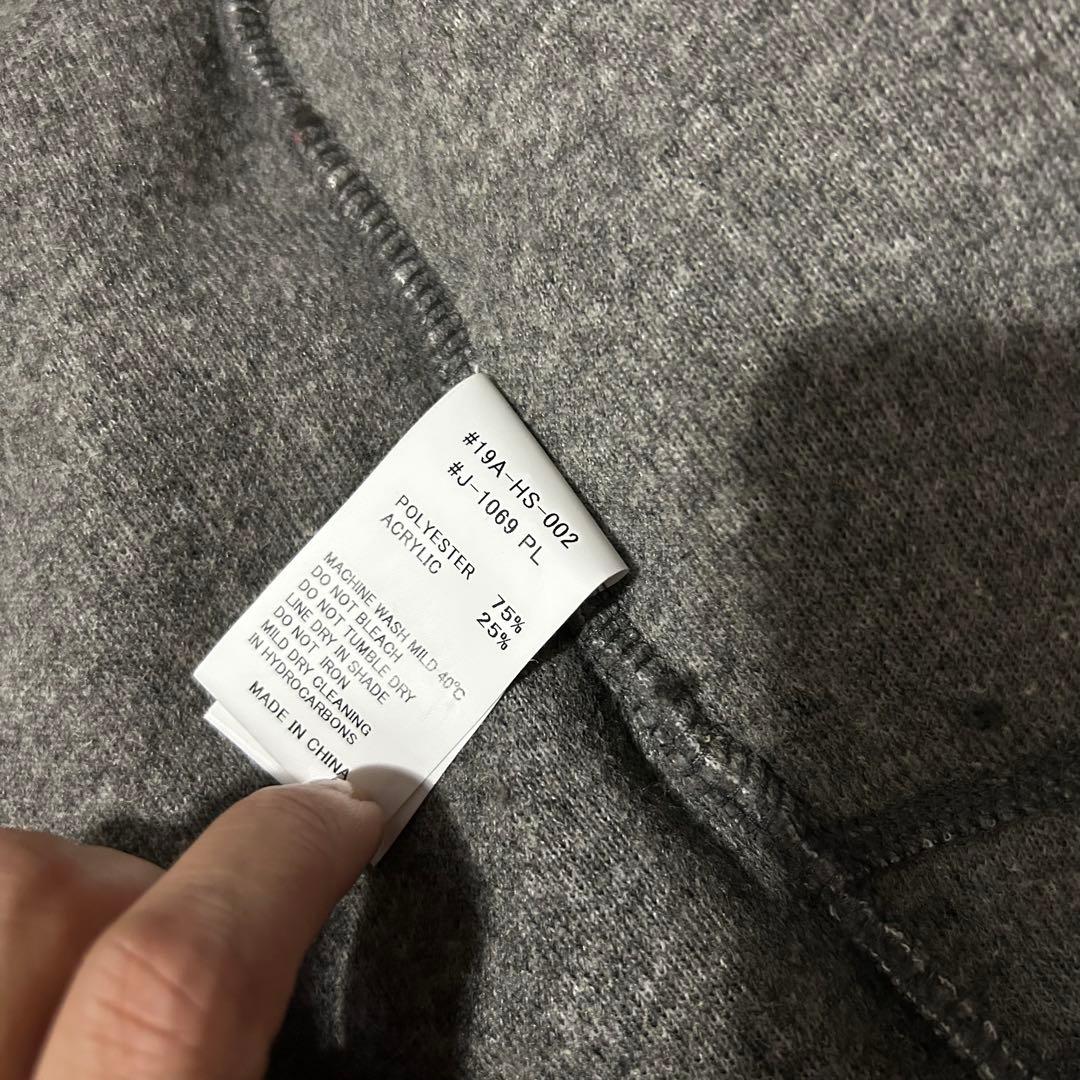 #19A-HS-002
#J-1069 PL
POLYESTER 75%
ACRYLIC 25%
MACHINE WASH MILD 40℃
DO NOT BLEACH
DO NOT TUMBLE DRY
LINE DRY IN SHADE
DO NOT IRON
MILD DRY CLEANING
IN HYDROCARBONS
MADE IN CHINA